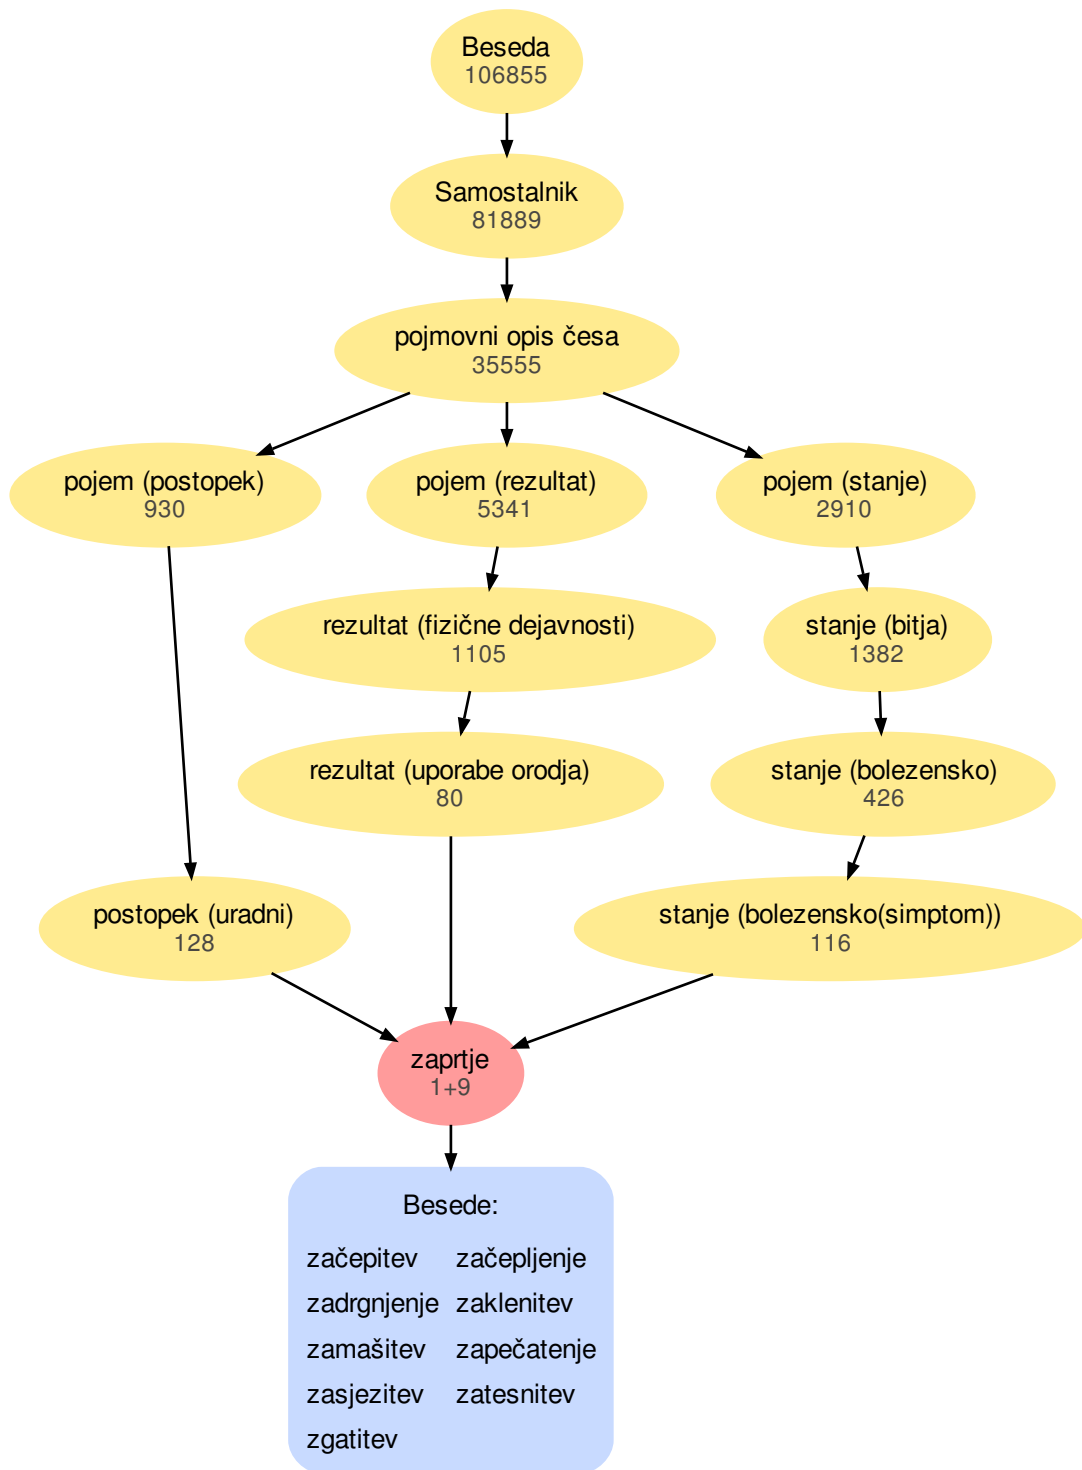 Beseda
106855
Samostalnik
81889
pojmovni opis česa
35555
pojem (postopek)
930
pojem (rezultat)
5341
pojem (stanje)
2910
rezultat (fizične dejavnosti)
1105
stanje (bitja)
1382
rezultat (uporabe orodja)
80
stanje (bolezensko)
426
postopek (uradni)
128
stanje (bolezensko(simptom))
116
zaprtje
1+9
Besede:
začepitev začepljenje
zadrgnjenje zaklenitev
zamašitev zapečatenje
zasjezitev zatesnitev
zgatitev